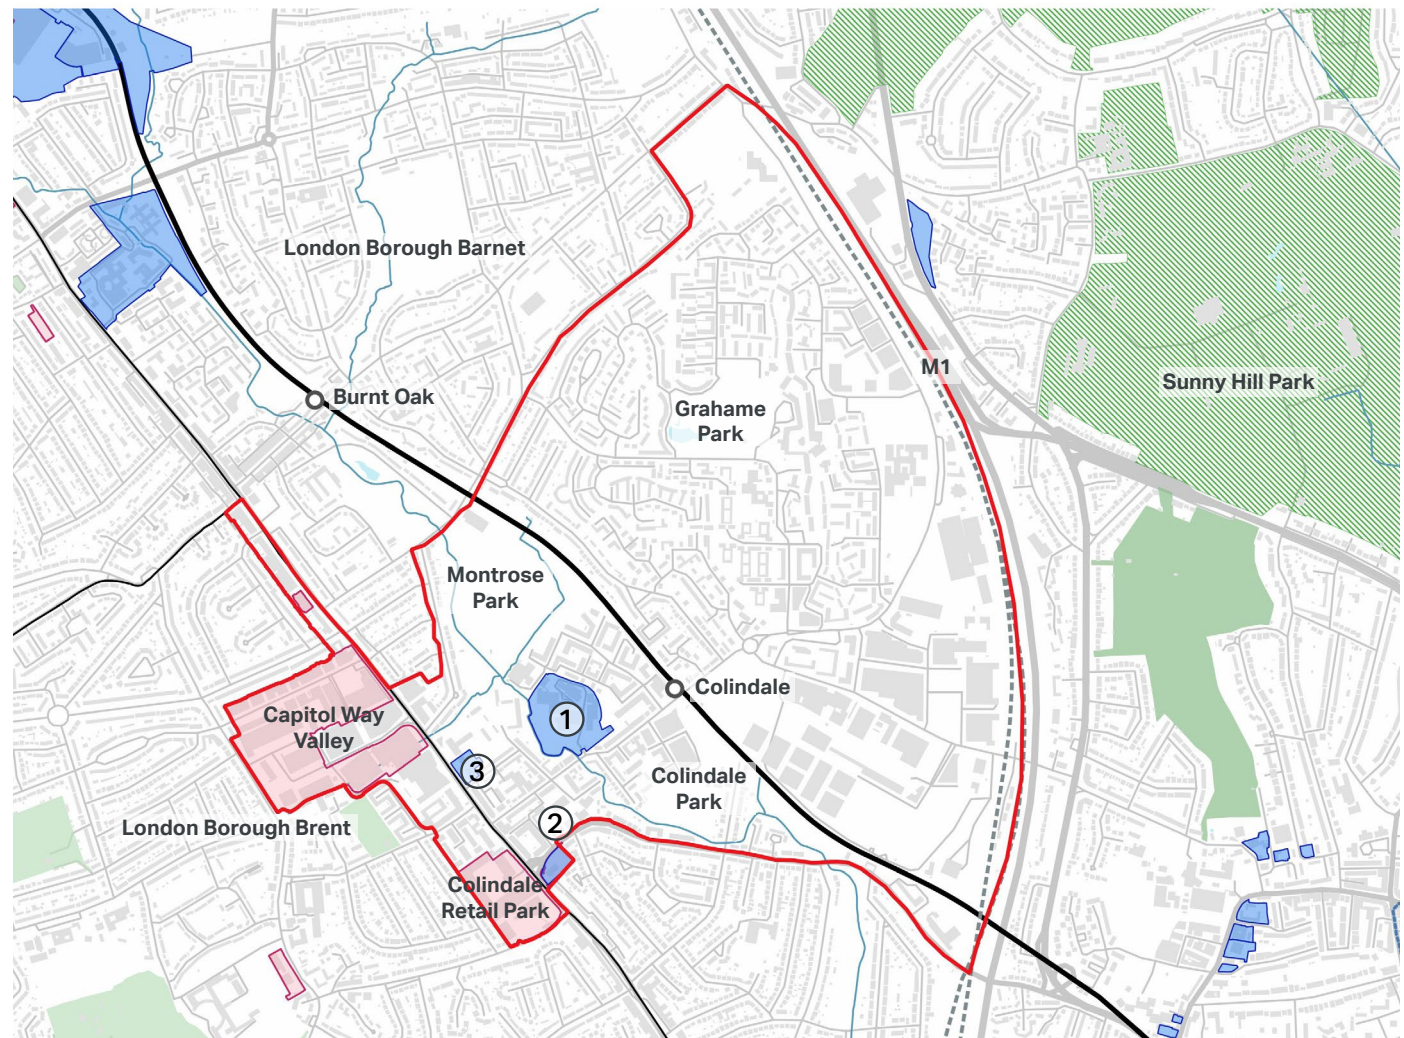 London Borough Barnet
M1
Sunny Hill Park
Burnt Oak
Grahame
Park
Montrose
Park
Colindale
Capitol Way
Valley
1
3
Colindale
Park
2
London Borough Brent
Colindale
Retail Park